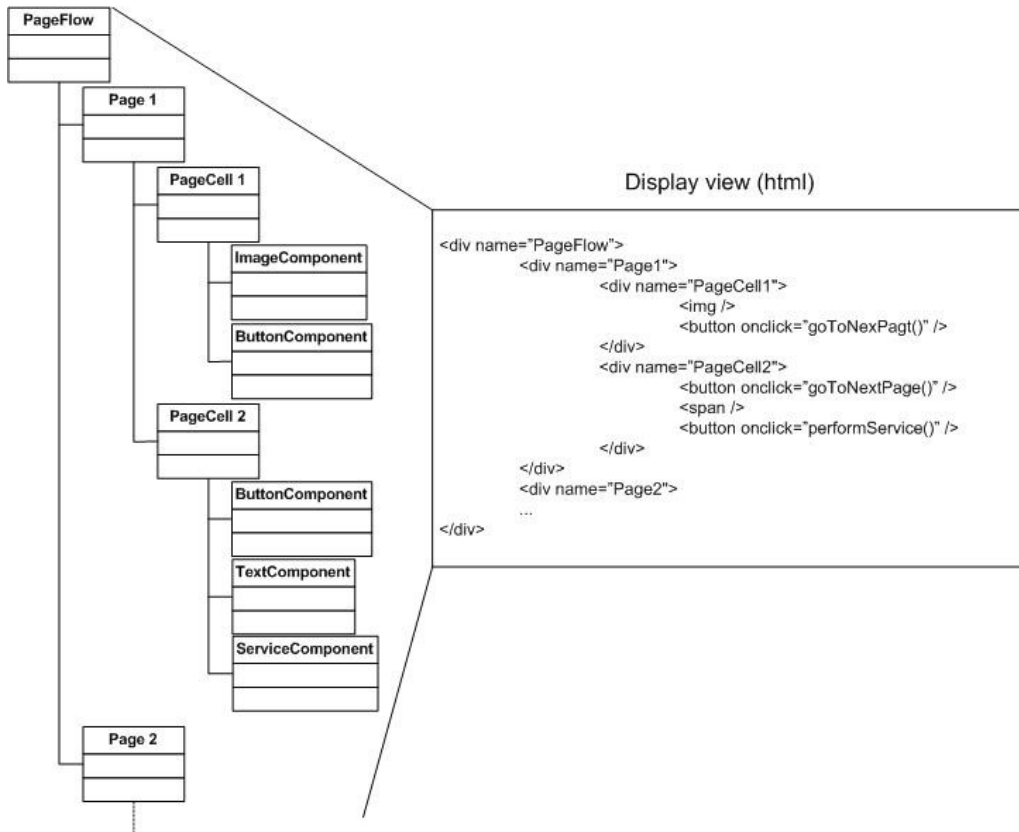 PageFlow
Page 1
PageCell 1
ImageComponent
ButtonComponent
PageCell 2
ButtonComponent
TextComponent
ServiceComponent
Page 2
Display view (html)
<div name=”PageFlow”>
<div name=”Page1">
<div name=”PageCell1">
<img />
<button onclick=”goToNexPagt()” />
</div>
<div name=”PageCell2">
<button onclick=”goToNextPage()” />
<span />
<button onclick=”performService()” />
</div>
</div>
<div name=”Page2">
...
</div>